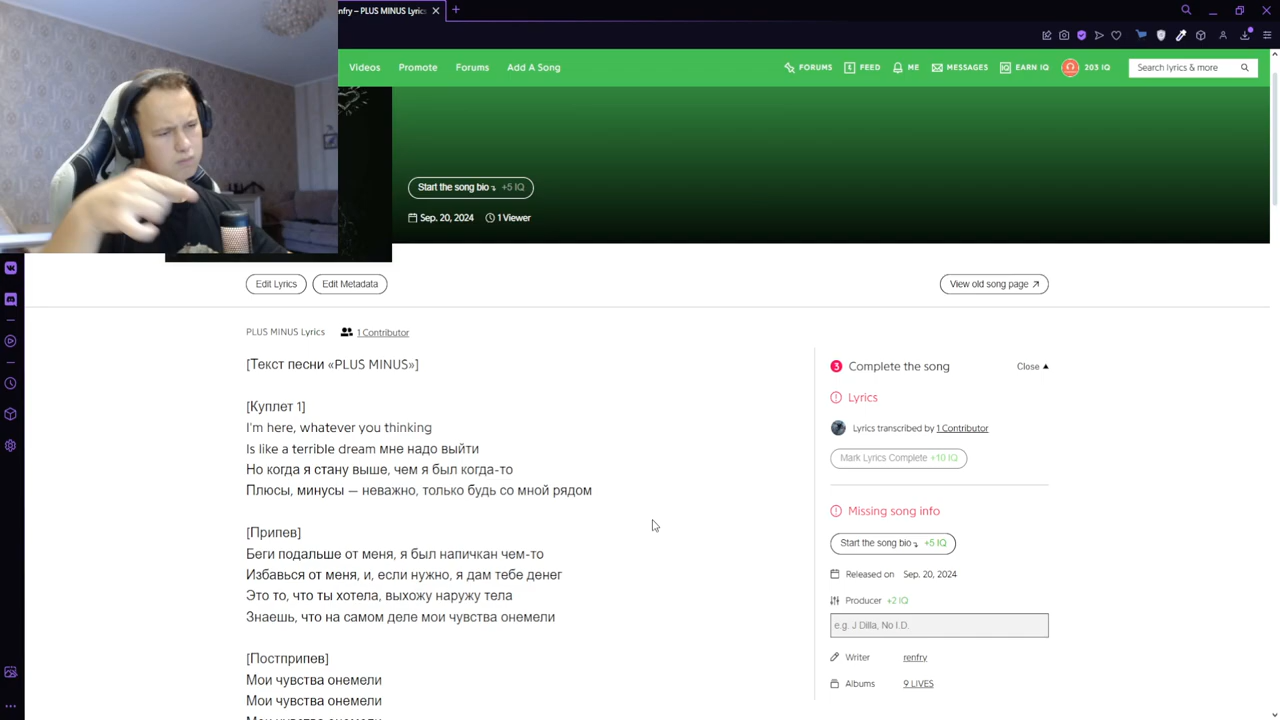 nfry – PLUS MINUS Lyrics
Videos Promote Forums Add A Song FORUMS FEED ME MESSAGES EARN IQ 203 IQ Search lyrics & more
Start the song bio +5 IQ
Sep. 20, 2024 1 Viewer
Edit Lyrics Edit Metadata View old song page
PLUS MINUS Lyrics 1 Contributor
[Текст песни «PLUS MINUS»]
[Куплет 1]
I'm here, whatever you thinking
Is like a terrible dream мне надо выйти
Но когда я стану выше, чем я был когда-то
Плюсы, минусы — неважно, только будь со мной рядом
[Припев]
Беги подальше от меня, я был напичкан чем-то
Избавься от меня, и, если нужно, я дам тебе денег
Это то, что ты хотела, выхожу наружу тела
Знаешь, что на самом деле мои чувства онемели
[Постприпев]
Мои чувства онемели
Мои чувства онемели
Мои чувства онемели
3 Complete the song Close
Lyrics
Lyrics transcribed by 1 Contributor
Mark Lyrics Complete +10 IQ
Missing song info
Start the song bio +5 IQ
Released on Sep. 20, 2024
Producer +2 IQ
e.g. J Dilla, No I.D.
Writer renfry
Albums 9 LIVES